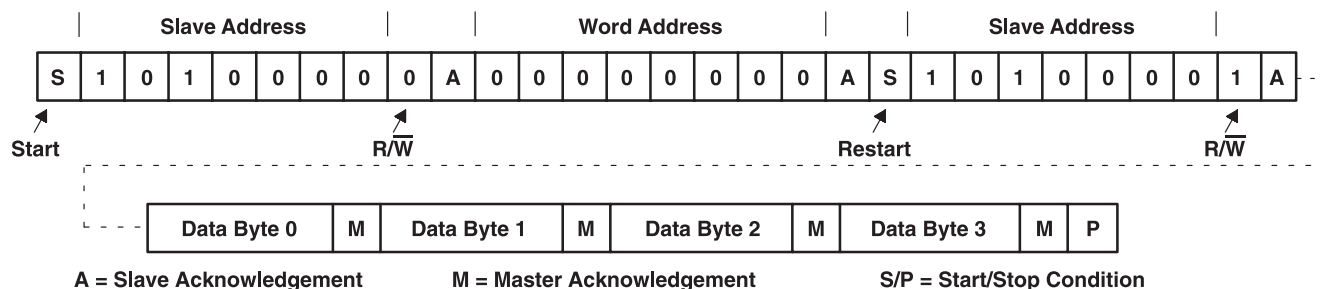 Slave Address Word Address Slave Address
S 1 0 1 0 0 0 0 0 A 0 0 0 0 0 0 0 0 A S 1 0 1 0 0 0 0 1 A
Start R/W̅ Restart R/W̅
Data Byte 0 M Data Byte 1 M Data Byte 2 M Data Byte 3 M P
A = Slave Acknowledgement M = Master Acknowledgement S/P = Start/Stop Condition